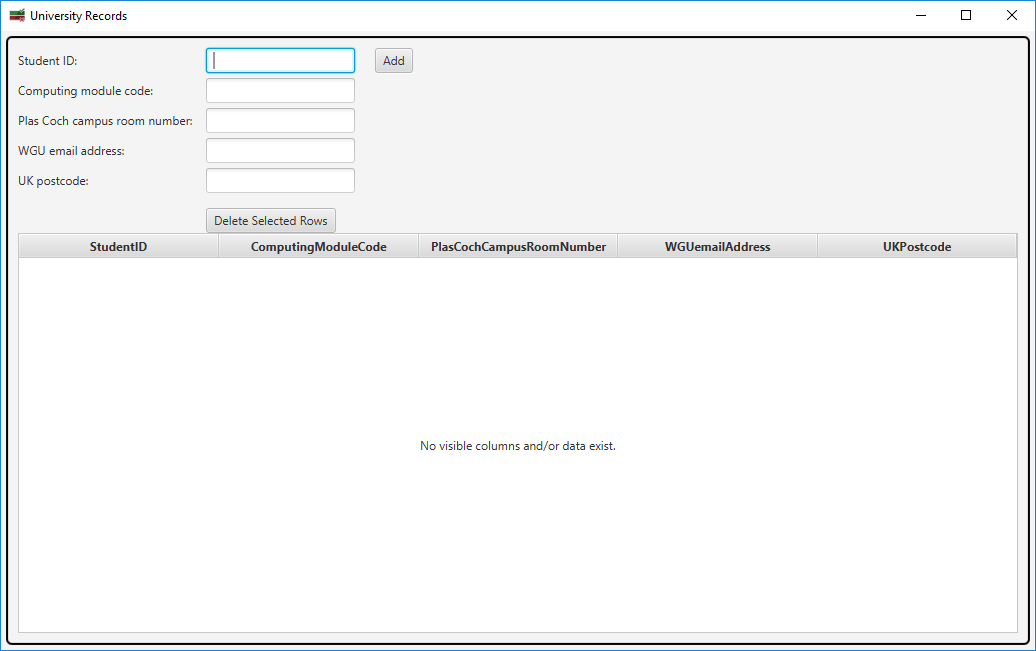 University Records
Student ID:
Add
Computing module code:
Plas Coch campus room number:
WGU email address:
UK postcode:
Delete Selected Rows
StudentID ComputingModuleCode PlasCochCampusRoomNumber WGUemailAddress UKPostcode
No visible columns and/or data exist.